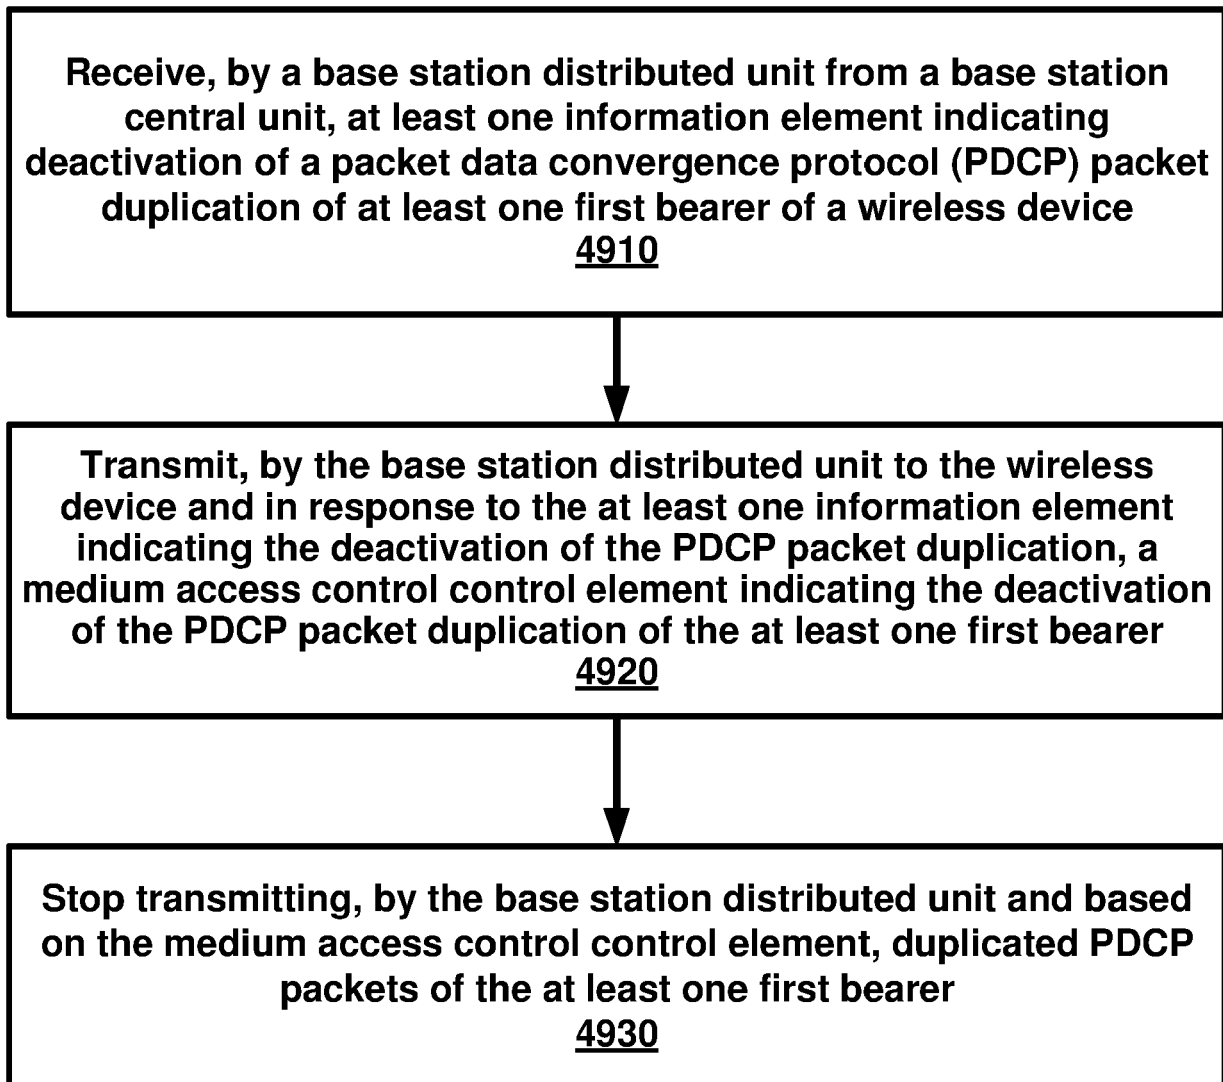 Receive, by a base station distributed unit from a base station
central unit, at least one information element indicating
deactivation of a packet data convergence protocol (PDCP) packet
duplication of at least one first bearer of a wireless device
4910
Transmit, by the base station distributed unit to the wireless
device and in response to the at least one information element
indicating the deactivation of the PDCP packet duplication, a
medium access control control element indicating the deactivation
of the PDCP packet duplication of the at least one first bearer
4920
Stop transmitting, by the base station distributed unit and based
on the medium access control control element, duplicated PDCP
packets of the at least one first bearer
4930